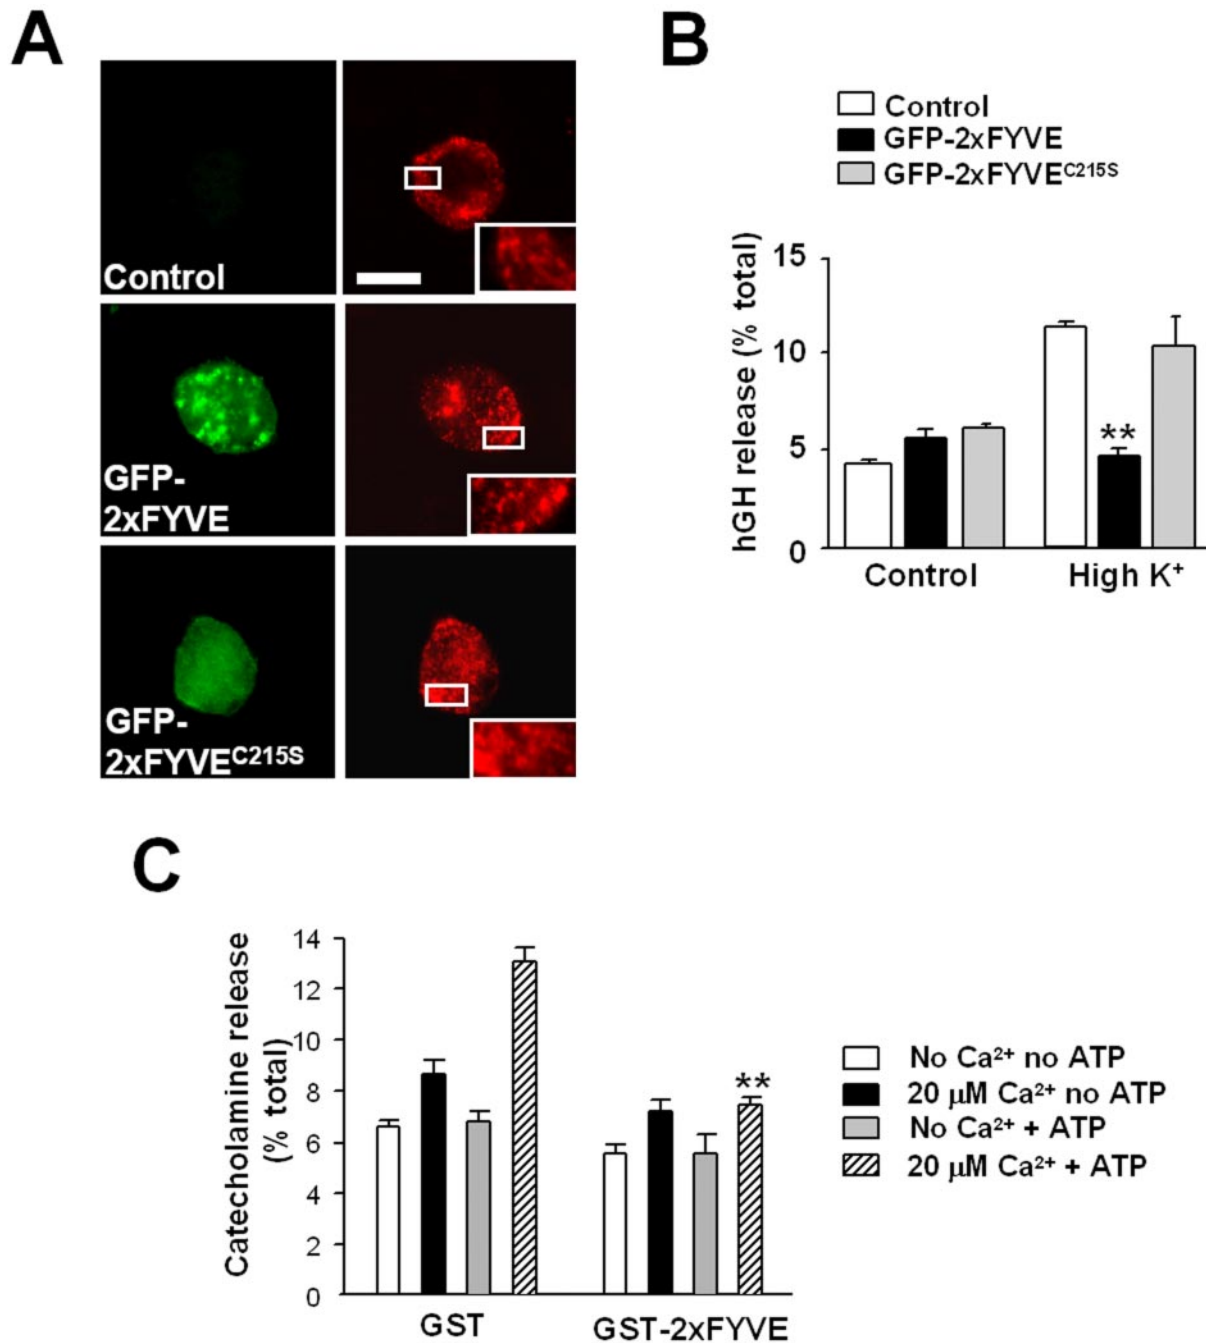 A
Control
GFP-
2xFYVE
GFP-
2xFYVE^C215S
B
Control
GFP-2xFYVE
GFP-2xFYVE^C215S
hGH release (% total)
15
10
5
0
**
Control
High K⁺
C
Catecholamine release
(% total)
14
12
10
8
6
4
2
0
**
GST
GST-2xFYVE
No Ca²⁺ no ATP
20 µM Ca²⁺ no ATP
No Ca²⁺ + ATP
20 µM Ca²⁺ + ATP